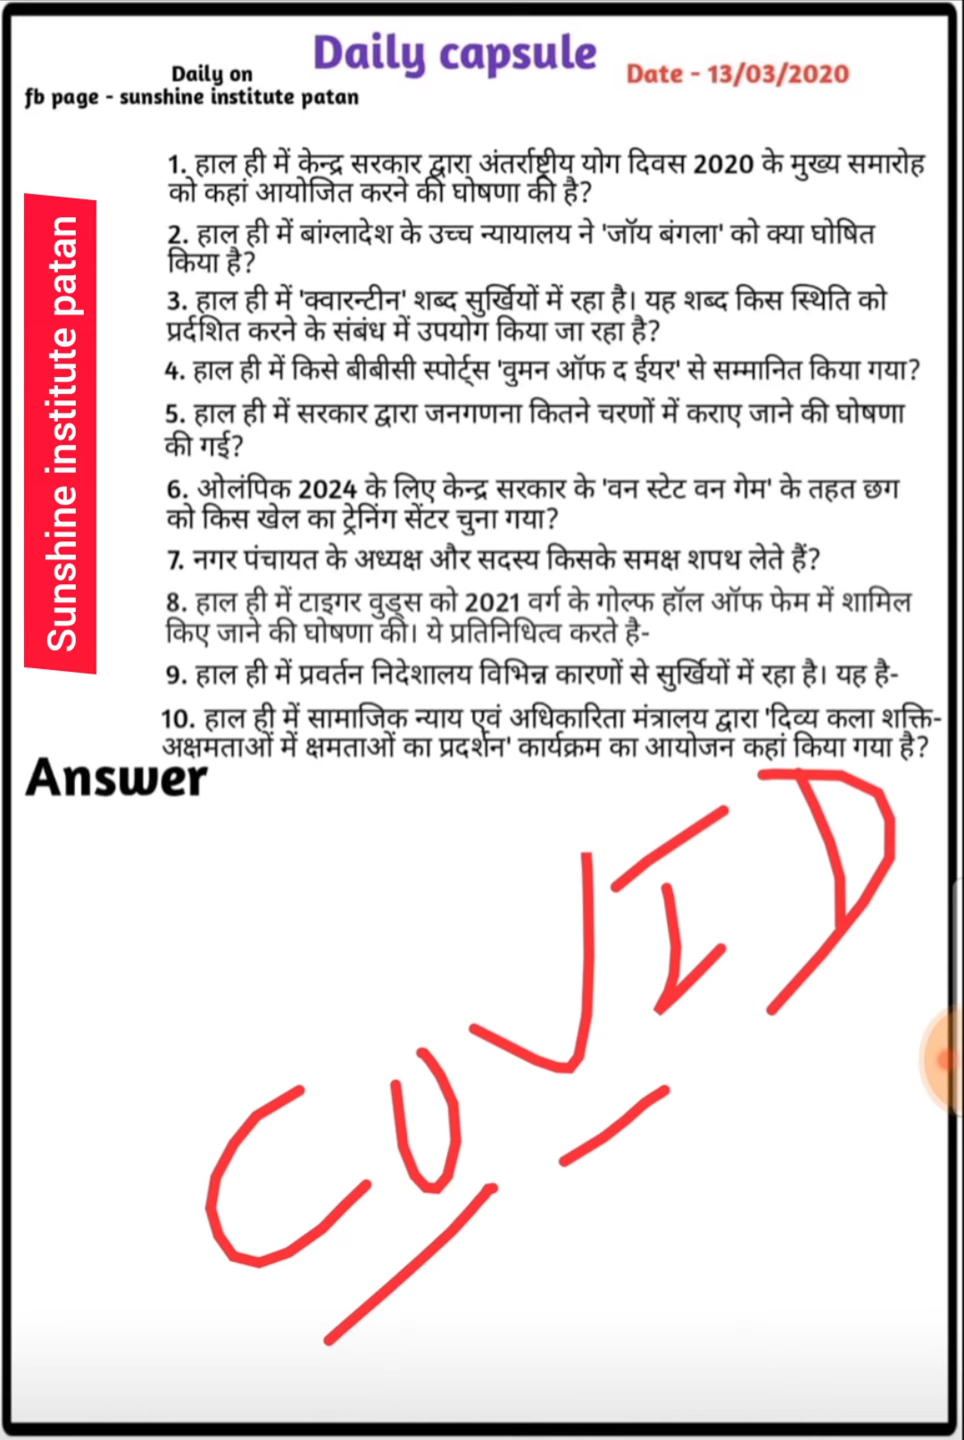 Daily capsule
Daily on
fb page - sunshine institute patan
Date - 13/03/2020
Sunshine institute patan
1. हाल ही में केन्द्र सरकार द्वारा अंतर्राष्ट्रीय योग दिवस 2020 के मुख्य समारोह
को कहां आयोजित करने की घोषणा की है?
2. हाल ही में बांग्लादेश के उच्च न्यायालय ने 'जॉय बंगला' को क्या घोषित
किया है?
3. हाल ही में 'क्वारन्टीन' शब्द सुर्खियों में रहा है। यह शब्द किस स्थिति को
प्रर्दशित करने के संबंध में उपयोग किया जा रहा है?
4. हाल ही में किसे बीबीसी स्पोर्ट्स 'वुमन ऑफ द ईयर' से सम्मानित किया गया?
5. हाल ही में सरकार द्वारा जनगणना कितने चरणों में कराए जाने की घोषणा
की गई?
6. ओलंपिक 2024 के लिए केन्द्र सरकार के 'वन स्टेट वन गेम' के तहत छग
को किस खेल का ट्रेनिंग सेंटर चुना गया?
7. नगर पंचायत के अध्यक्ष और सदस्य किसके समक्ष शपथ लेते हैं?
8. हाल ही में टाइगर वुड्स को 2021 वर्ग के गोल्फ हॉल ऑफ फेम में शामिल
किए जाने की घोषणा की। ये प्रतिनिधित्व करते है-
9. हाल ही में प्रवर्तन निदेशालय विभिन्न कारणों से सुर्खियों में रहा है। यह है-
10. हाल ही में सामाजिक न्याय एवं अधिकारिता मंत्रालय द्वारा 'दिव्य कला शक्ति-
अक्षमताओं में क्षमताओं का प्रदर्शन' कार्यक्रम का आयोजन कहां किया गया है?
Answer
COVID